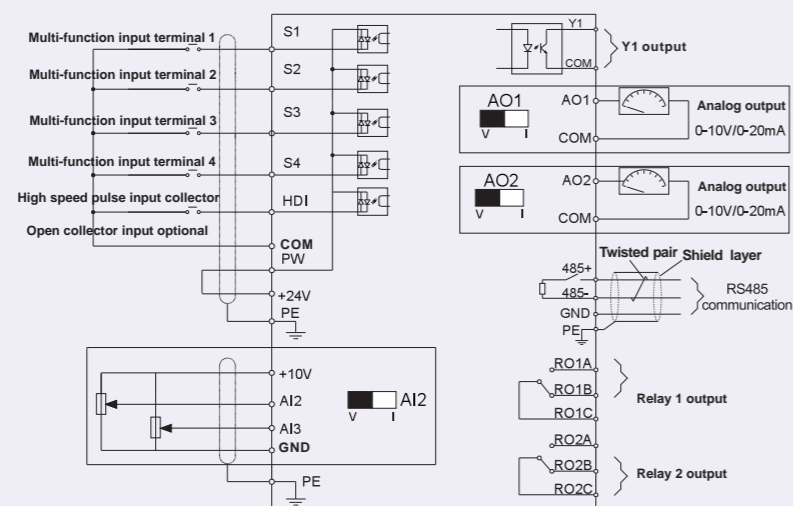 Multi-function input terminal 1
S1
Multi-function input terminal 2
S2
Multi-function input terminal 3
S3
Multi-function input terminal 4
S4
High speed pulse input collector
HDI
Open collector input optional
COM
PW
+24V
PE
+10V
AI2
AI3
GND
AI2
V I
PE
Y1
COM
Y1 output
AO1
V I
AO1
COM
Analog output
0-10V/0-20mA
AO2
V I
AO2
COM
Analog output
0-10V/0-20mA
Twisted pair
Shield layer
485+
485-
GND
PE
RS485
communication
RO1A
RO1B
RO1C
Relay 1 output
RO2A
RO2B
RO2C
Relay 2 output